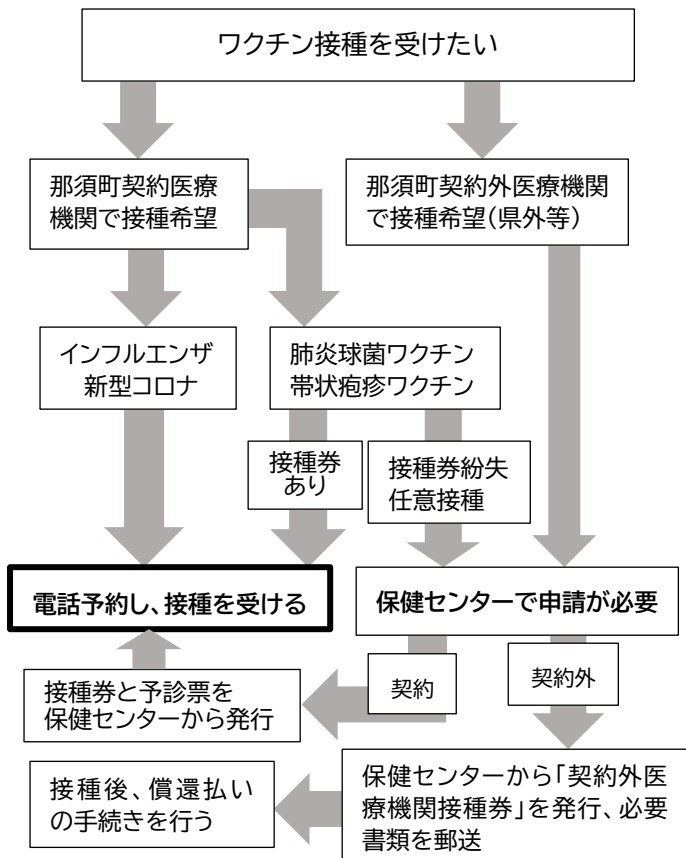 ワクチン接種を受けたい
那須町契約医療
機関で接種希望
那須町契約外医療機関
で接種希望(県外等)
インフルエンザ
新型コロナ
肺炎球菌ワクチン
帯状疱疹ワクチン
接種券
あり
接種券紛失
任意接種
電話予約し、接種を受ける
保健センターで申請が必要
契約
契約外
接種券と予診票を
保健センターから発行
保健センターから「契約外医
療機関接種券」を発行、必要
書類を郵送
接種後、償還払い
の手続きを行う